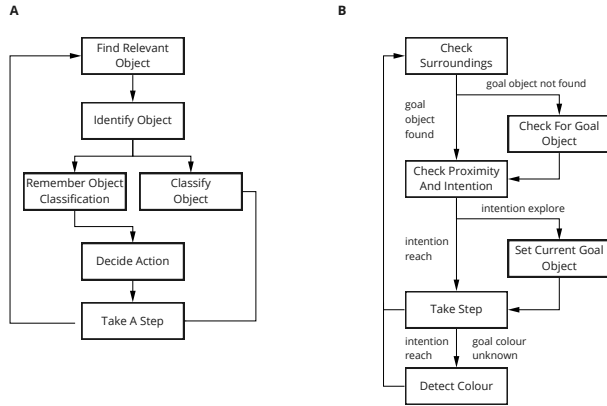 A
Find Relevant
Object
Identify Object
Remember Object
Classification
Classify
Object
Decide Action
Take A Step
B
Check
Surroundings
goal object not found
goal
object
found
Check For Goal
Object
Check Proximity
And Intention
intention explore
intention
reach
Set Current Goal
Object
Take Step
intention
reach
goal colour
unknown
Detect Colour